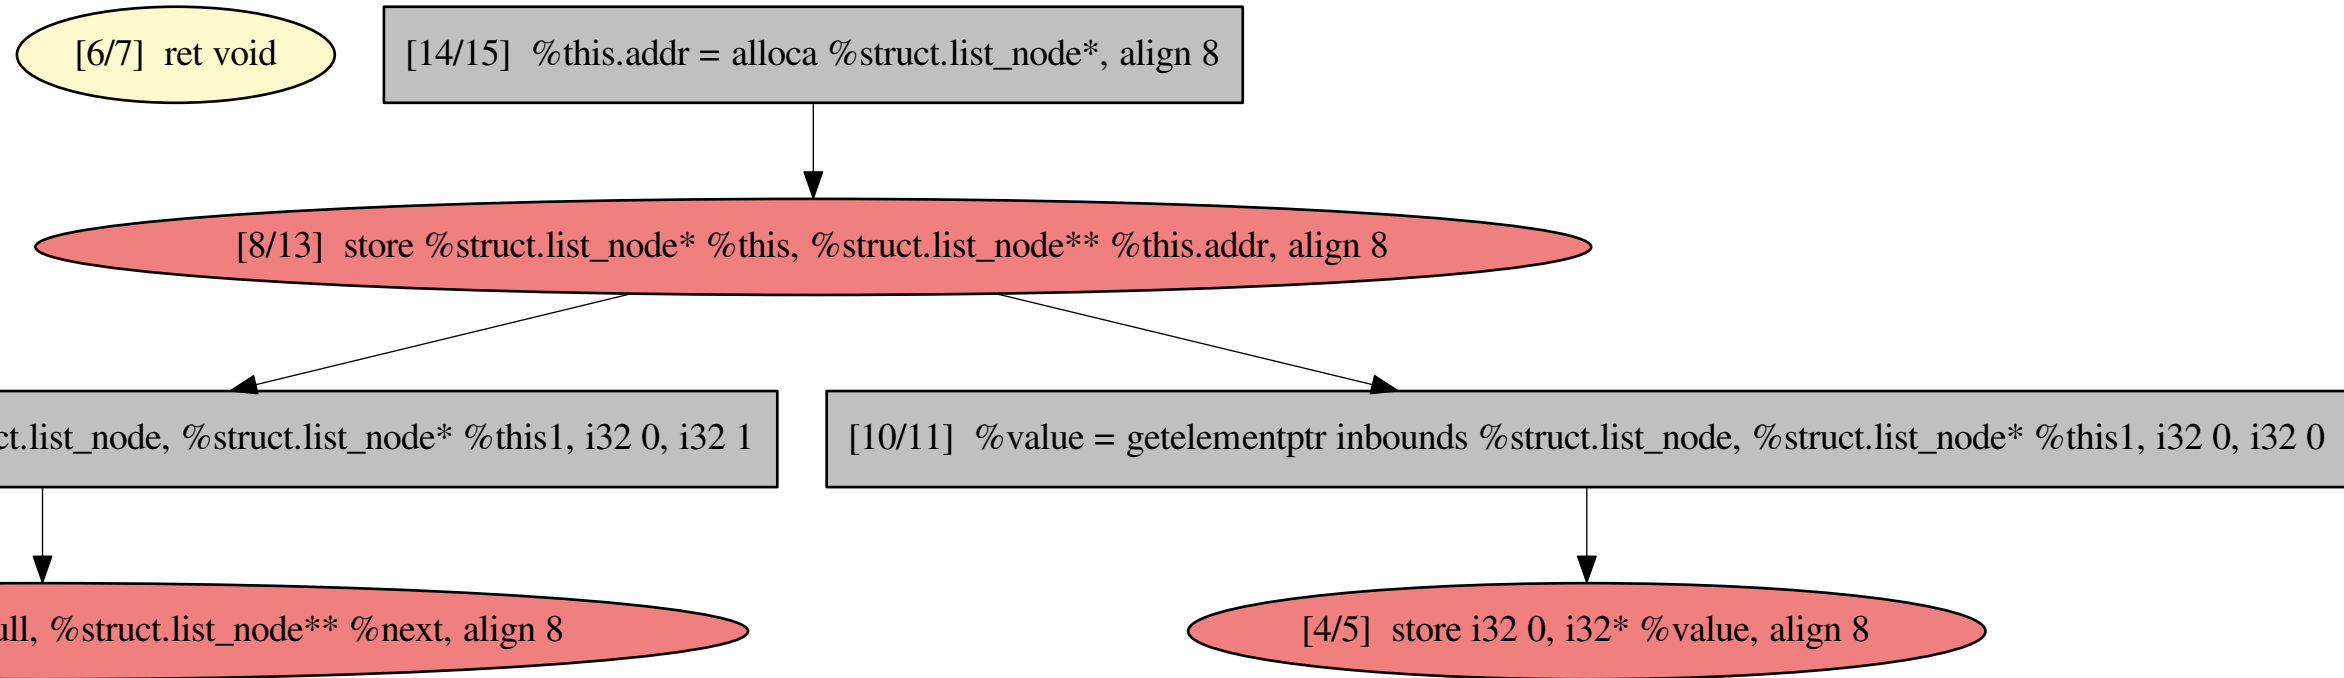 [6/7] ret void
[14/15] %this.addr = alloca %struct.list_node*, align 8
[8/13] store %struct.list_node* %this, %struct.list_node** %this.addr, align 8
ct.list_node, %struct.list_node* %this1, i32 0, i32 1
[10/11] %value = getelementptr inbounds %struct.list_node, %struct.list_node* %this1, i32 0, i32 0
ull, %struct.list_node** %next, align 8
[4/5] store i32 0, i32* %value, align 8